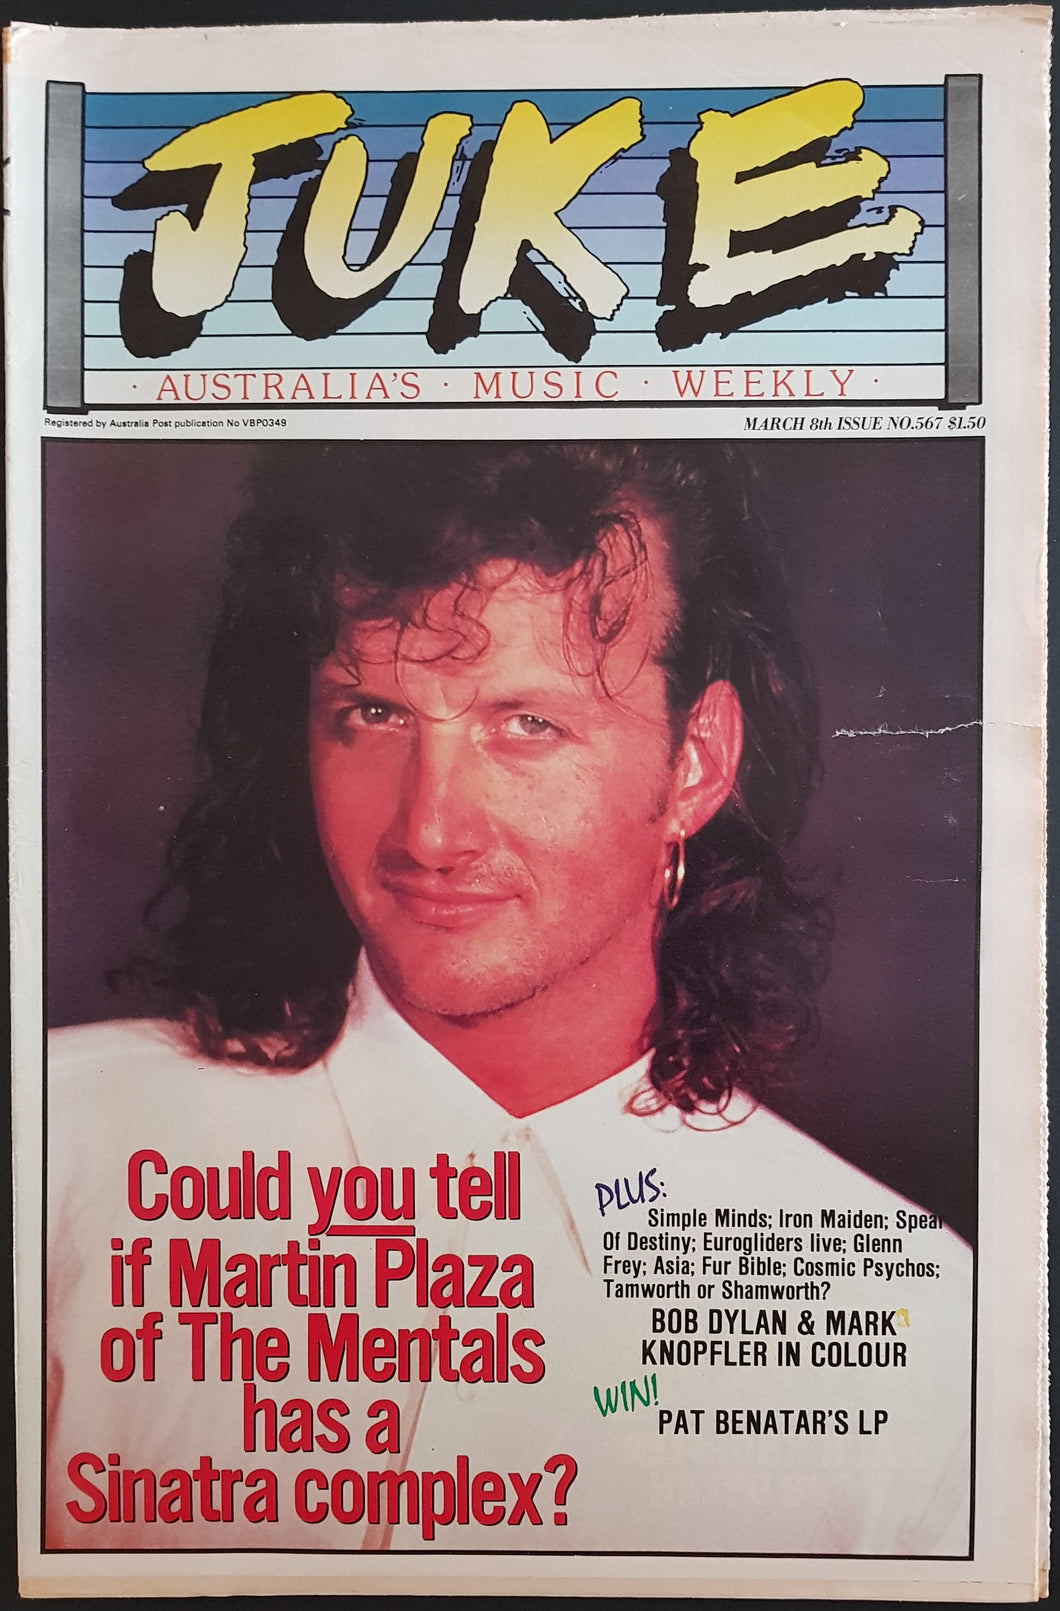 JUKE
· AUSTRALIA'S · MUSIC · WEEKLY ·
Registered by Australia Post publication No VBP0349
MARCH 8th ISSUE NO.567 $1.50
Could you tell
if Martin Plaza
of The Mentals
has a
Sinatra complex?
PLUS:
Simple Minds; Iron Maiden; Spear
Of Destiny; Eurogliders live; Glenn
Frey; Asia; Fur Bible; Cosmic Psychos;
Tamworth or Shamworth?
BOB DYLAN & MARK
KNOPFLER IN COLOUR
WIN!
PAT BENATAR'S LP